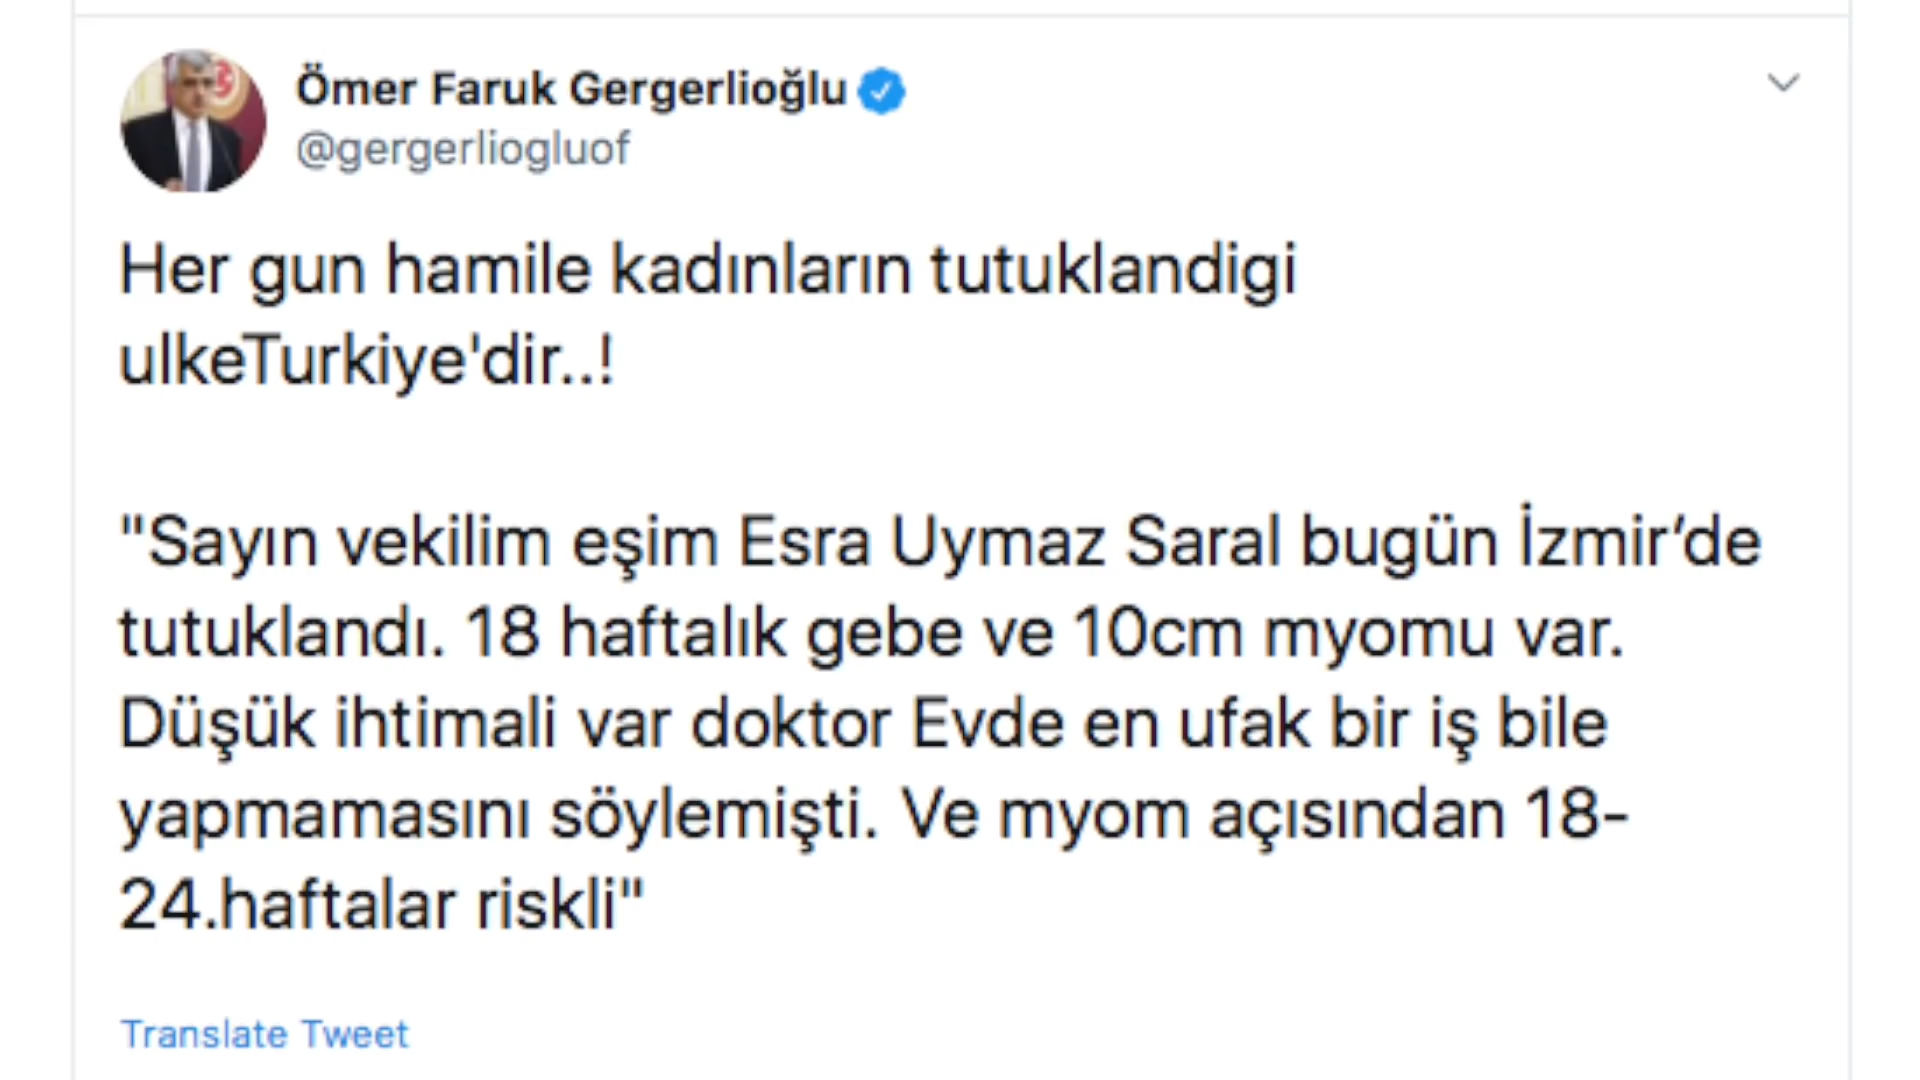 Ömer Faruk Gergerlioğlu
@gergerliogluof
Her gun hamile kadınların tutuklandigi
ulkeTurkiye'dir..!
"Sayın vekilim eşim Esra Uymaz Saral bugün İzmir’de
tutuklandı. 18 haftalık gebe ve 10cm myomu var.
Düşük ihtimali var doktor Evde en ufak bir iş bile
yapmamasını söylemişti. Ve myom açısından 18-
24.haftalar riskli"
Translate Tweet